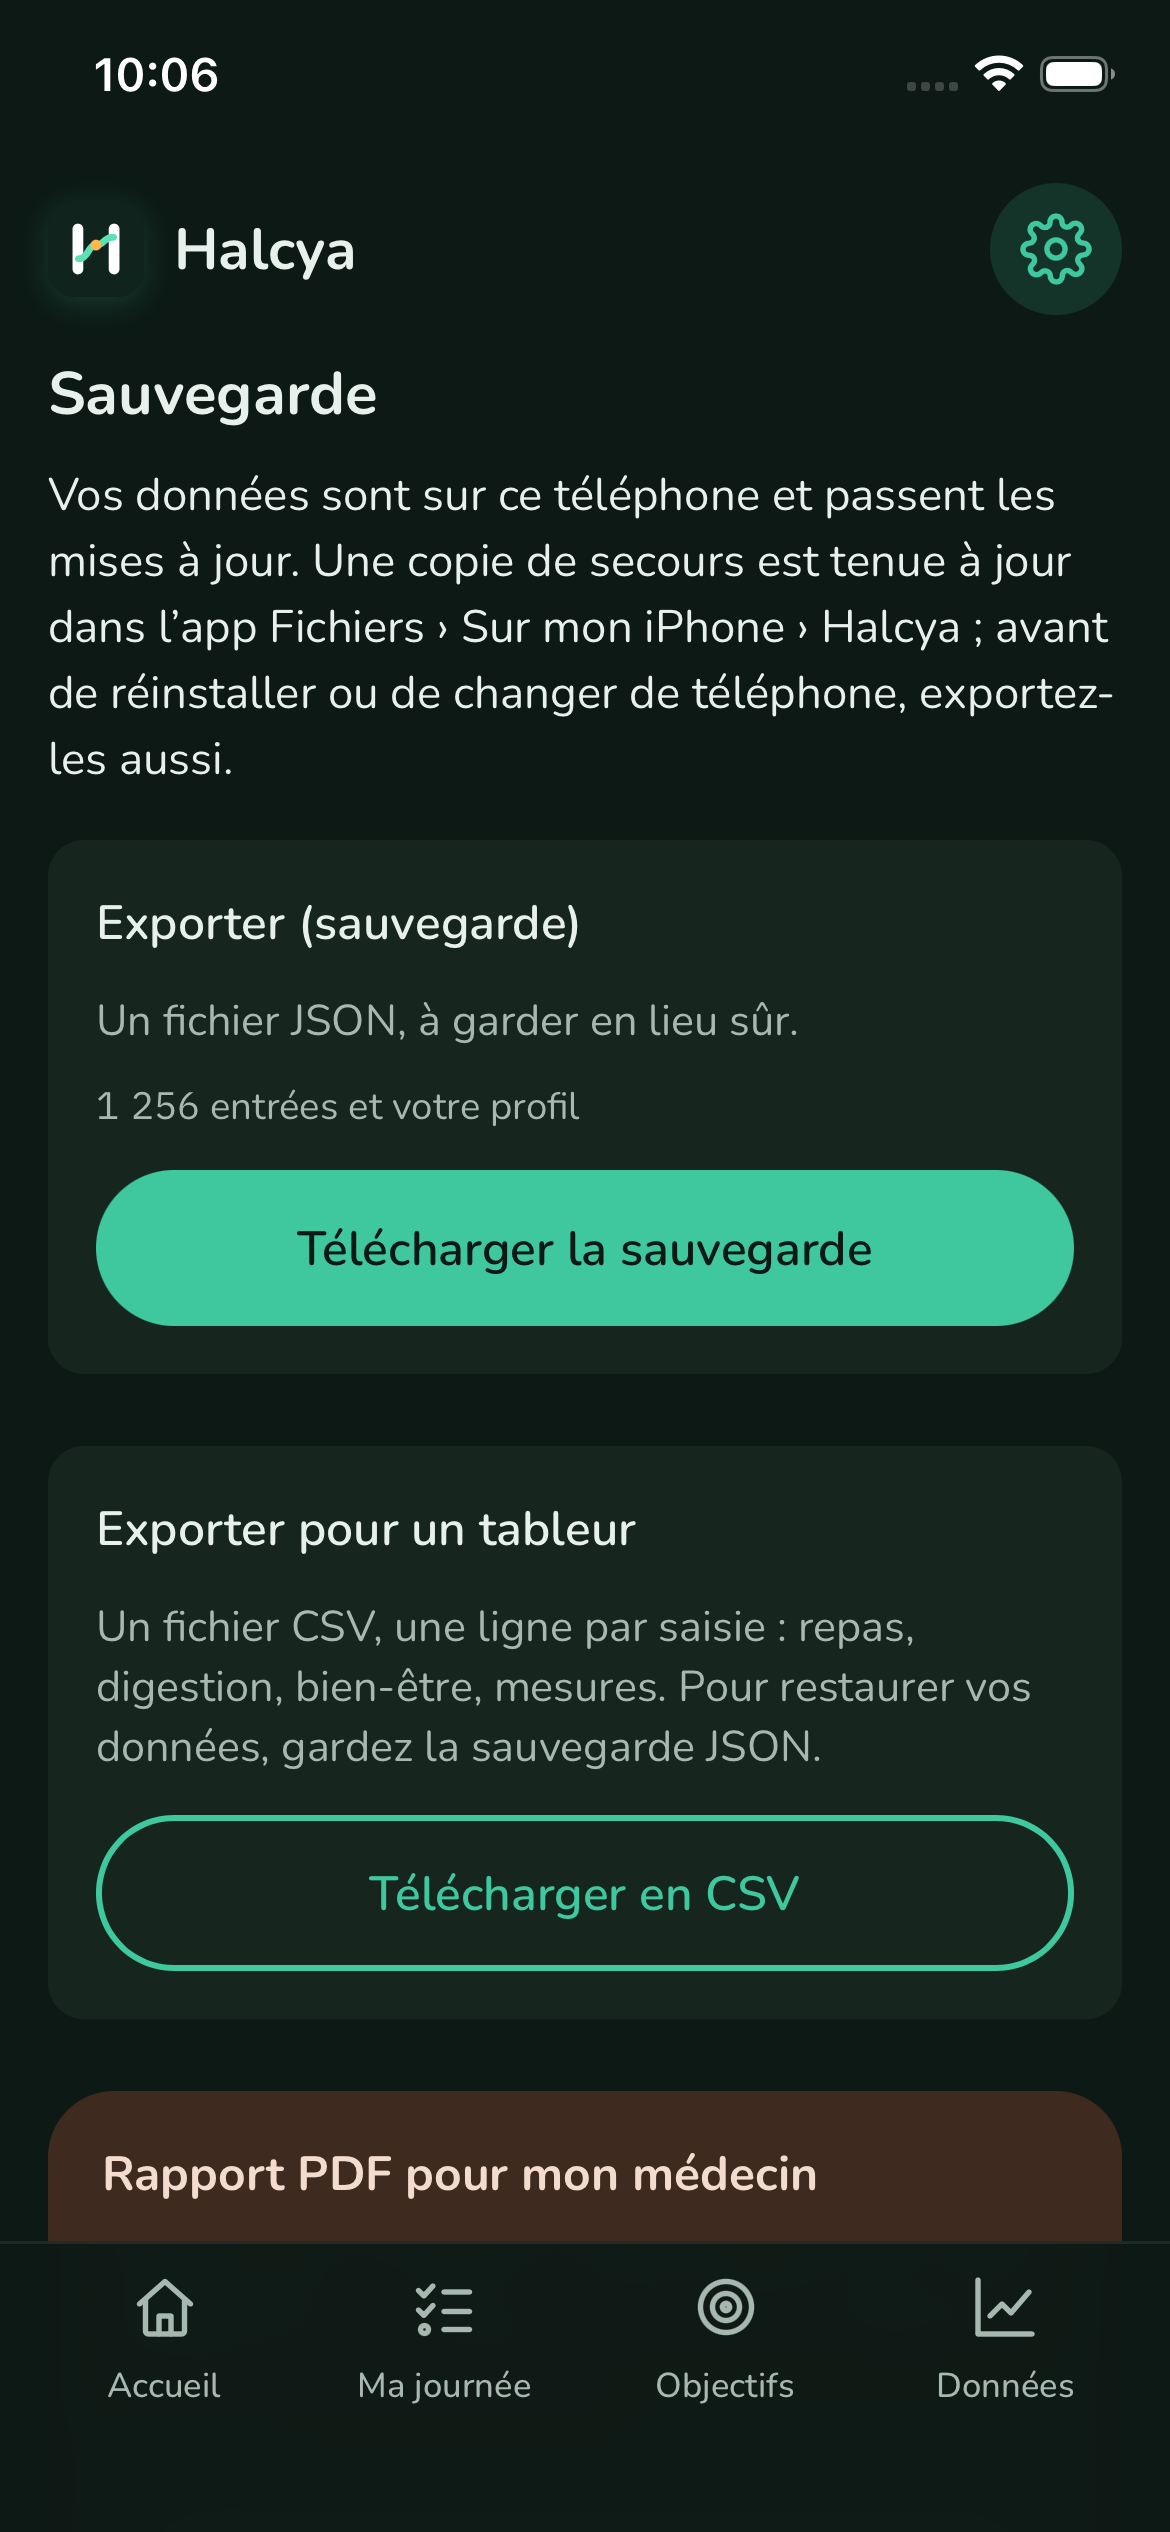 10:06
Halcya
Sauvegarde
Vos données sont sur ce téléphone et passent les
mises à jour. Une copie de secours est tenue à jour
dans l’app Fichiers › Sur mon iPhone › Halcya ; avant
de réinstaller ou de changer de téléphone, exportez-
les aussi.
Exporter (sauvegarde)
Un fichier JSON, à garder en lieu sûr.
1 256 entrées et votre profil
Télécharger la sauvegarde
Exporter pour un tableur
Un fichier CSV, une ligne par saisie : repas,
digestion, bien-être, mesures. Pour restaurer vos
données, gardez la sauvegarde JSON.
Télécharger en CSV
Rapport PDF pour mon médecin
Accueil
Ma journée
Objectifs
Données